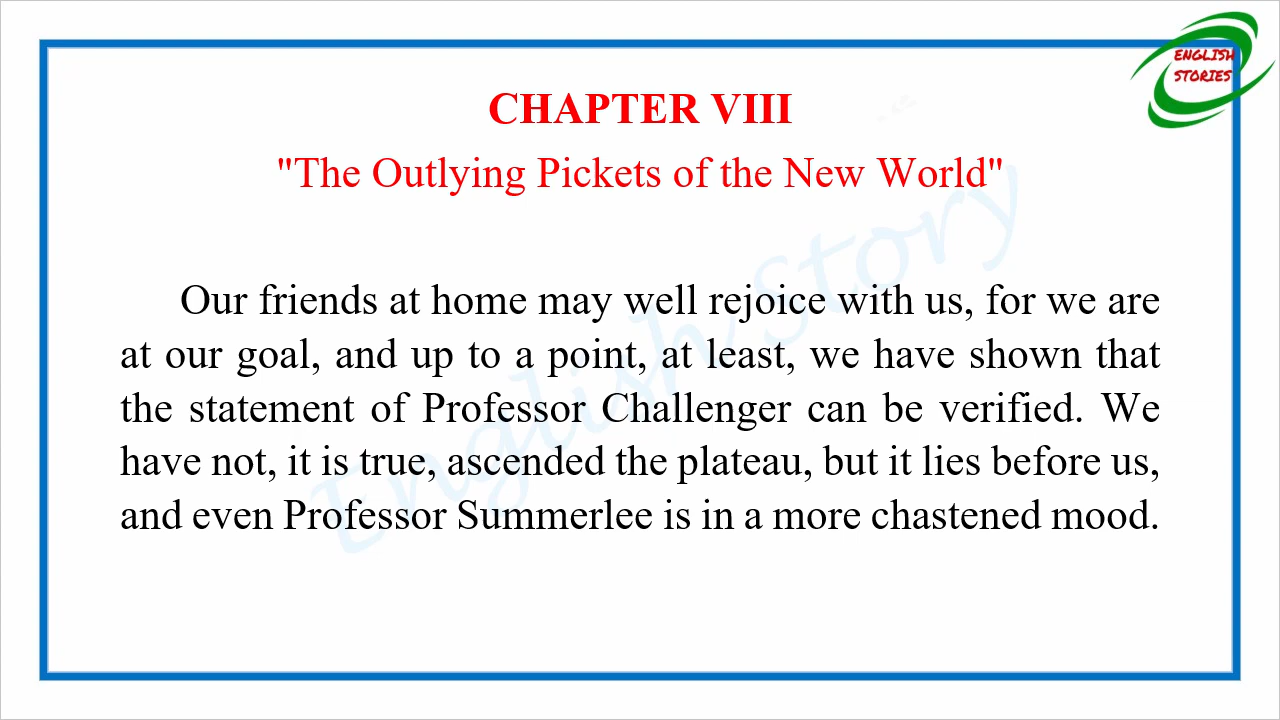 ENGLISH
STORIES
CHAPTER VIII
"The Outlying Pickets of the New World"
Our friends at home may well rejoice with us, for we are
at our goal, and up to a point, at least, we have shown that
the statement of Professor Challenger can be verified. We
have not, it is true, ascended the plateau, but it lies before us,
and even Professor Summerlee is in a more chastened mood.
English Story